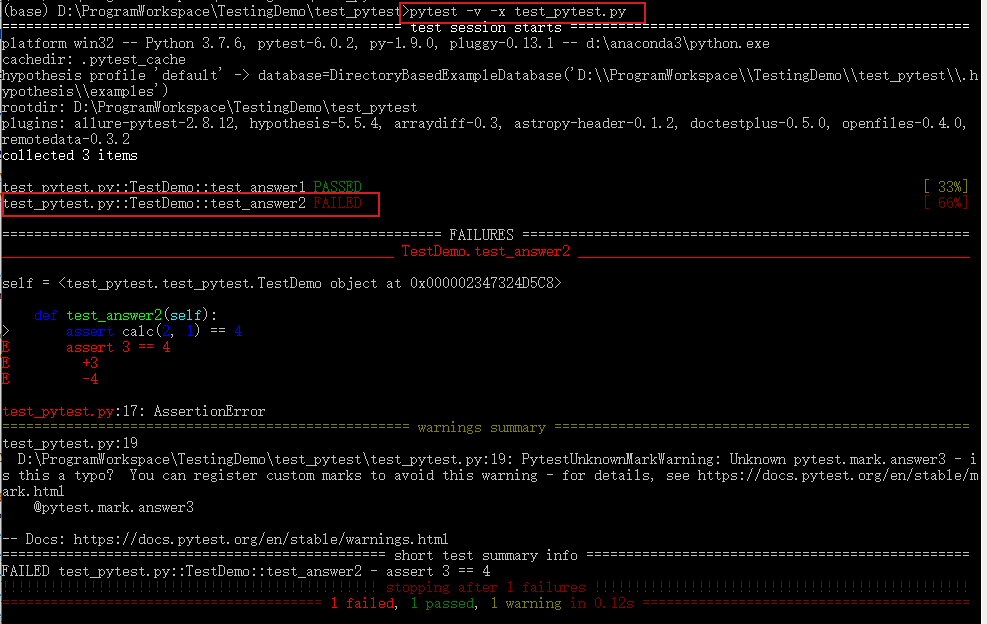 (base) D:\ProgramWorkspace\TestingDemo\test_pytest>pytest -v -x test_pytest.py
================================================= test session starts =================================================
platform win32 -- Python 3.7.6, pytest-6.0.2, py-1.9.0, pluggy-0.13.1 -- d:\anaconda3\python.exe
cachedir: .pytest_cache
hypothesis profile 'default' -> database=DirectoryBasedExampleDatabase('D:\\ProgramWorkspace\\TestingDemo\\test_pytest\\.h
ypothesis\\examples')
rootdir: D:\ProgramWorkspace\TestingDemo\test_pytest
plugins: allure-pytest-2.8.12, hypothesis-5.5.4, arraydiff-0.3, astropy-header-0.1.2, doctestplus-0.5.0, openfiles-0.4.0,
remotedata-0.3.2
collected 3 items
test_pytest.py::TestDemo::test_answer1 PASSED [ 33%]
test_pytest.py::TestDemo::test_answer2 FAILED [ 66%]
======================================================= FAILURES ========================================================
_________________________________________________ TestDemo.test_answer2 _________________________________________________
self = <test_pytest.test_pytest.TestDemo object at 0x000002347324D5C8>
def test_answer2(self):
> assert calc(2, 1) == 4
E assert 3 == 4
E +3
E -4
test_pytest.py:17: AssertionError
=================================================== warnings summary ====================================================
test_pytest.py:19
D:\ProgramWorkspace\TestingDemo\test_pytest\test_pytest.py:19: PytestUnknownMarkWarning: Unknown pytest.mark.answer3 - i
s this a typo? You can register custom marks to avoid this warning - for details, see https://docs.pytest.org/en/stable/m
ark.html
@pytest.mark.answer3
-- Docs: https://docs.pytest.org/en/stable/warnings.html
================================================ short test summary info ================================================
FAILED test_pytest.py::TestDemo::test_answer2 - assert 3 == 4
!!!!!!!!!!!!!!!!!!!!!!!!!!!!!!!!!!!!!!!!!!!!!!! stopping after 1 failures !!!!!!!!!!!!!!!!!!!!!!!!!!!!!!!!!!!!!!!!!!!!!!!
======================================== 1 failed, 1 passed, 1 warning in 0.12s =========================================